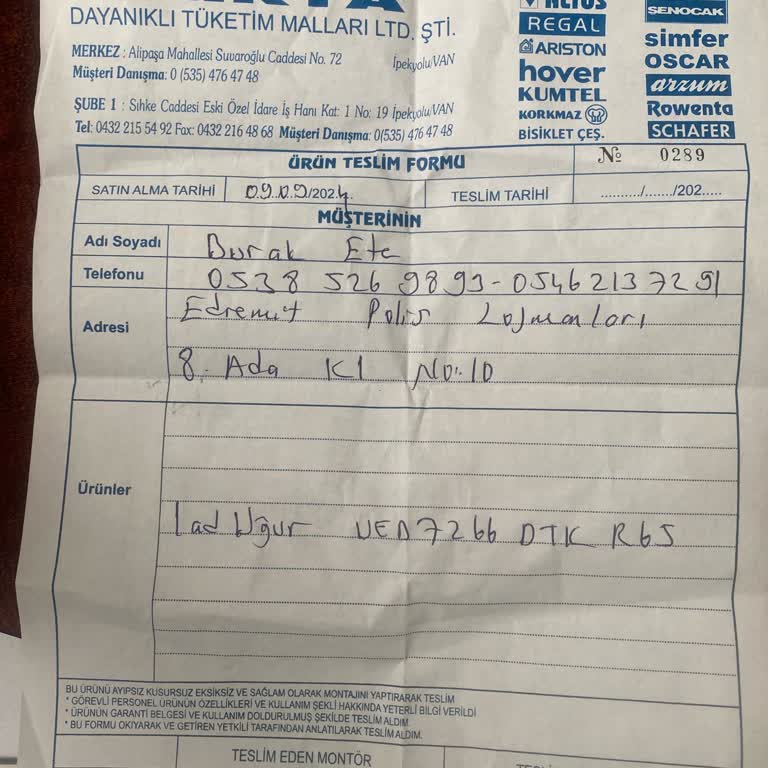 DAYANIKLI TÜKETİM MALLARI LTD. ŞTİ.
MERKEZ : Alipaşa Mahallesi Suvaroğlu Caddesi No. 72 İpekyolu/VAN
Müşteri Danışma: 0 (535) 476 47 48
ŞUBE 1 : Sıhke Caddesi Eski Özel İdare İş Hanı Kat: 1 No: 19 İpekyolu/VAN
Tel: 0432 215 54 92 Fax: 0432 216 48 68 Müşteri Danışma: 0(535) 476 47 48
REGAL
ARISTON
hover
KUMTEL
KORKMAZ
BİSİKLET ÇEŞ.
SENOCAK
simfer
OSCAR
arzum
Rowenta
SCHAFER
ÜRÜN TESLİM FORMU
№ 0289
SATIN ALMA TARİHİ 09.09/2024 TESLİM TARİHİ ........../......./202.....
MÜŞTERİNİN
Adı Soyadı Burak Ete
Telefonu 0538 526 9893-0546 213 7291
Adresi Edremit Polis Lojmanları
8. Ada K1 No:10
Ürünler
1 ad Uğur UED 7266 DTK R65
BU ÜRÜNÜ AYIPSIZ KUSURSUZ EKSİKSİZ VE SAĞLAM OLARAK MONTAJINI YAPTIRARAK TESLİM
* GÖREVLİ PERSONEL ÜRÜNÜN ÖZELLİKLERİ VE KULLANIM ŞEKLİ HAKKINDA YETERLİ BİLGİ VERİLDİ
* ÜRÜNÜN GARANTİ BELGESİ VE KULLANIM DOLDURULMUŞ ŞEKİLDE TESLİM ALDIM
* BU FORMU OKIYARAK VE GETİREN YETKİLİ TARAFINDAN ANLATILARAK TESLİM ALDIM.
TESLİM EDEN MONTÖR